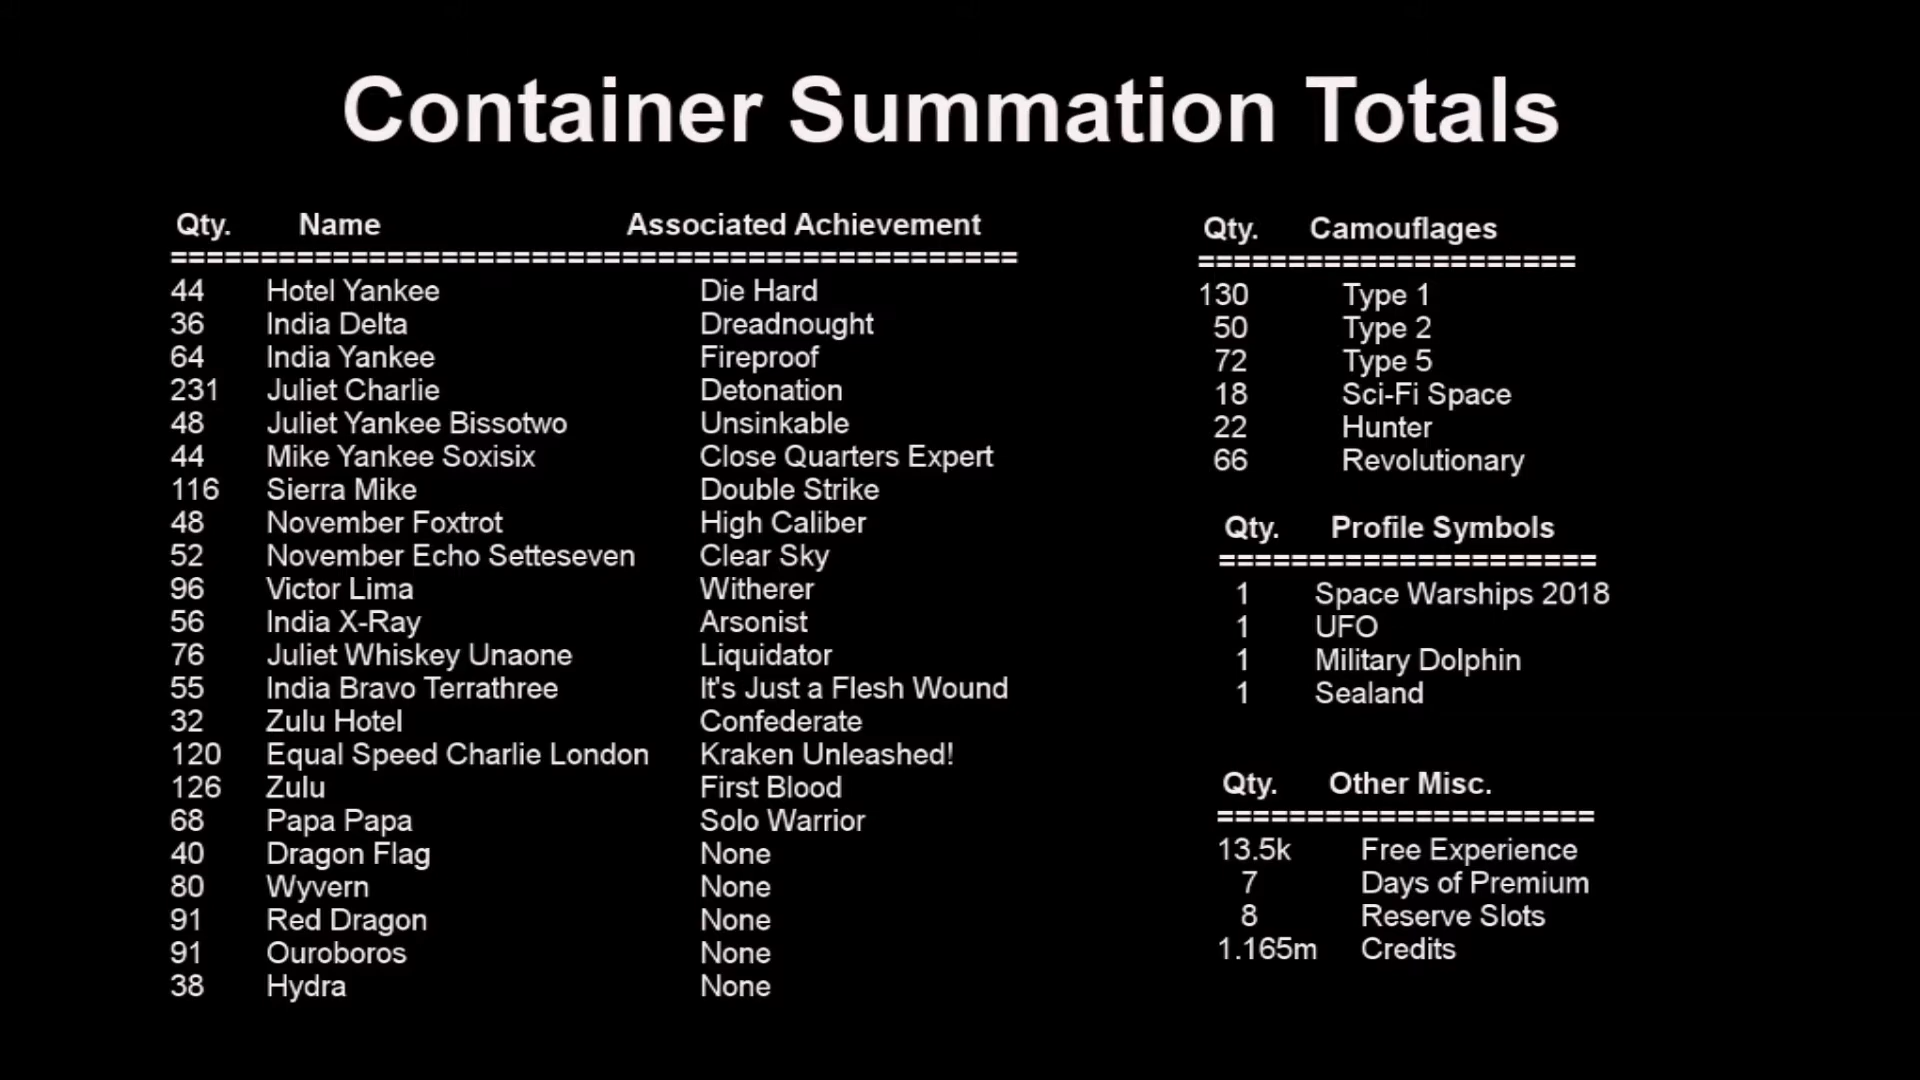 Container Summation Totals
Qty. Name Associated Achievement
===============================================
44 Hotel Yankee Die Hard
36 India Delta Dreadnought
64 India Yankee Fireproof
231 Juliet Charlie Detonation
48 Juliet Yankee Bissotwo Unsinkable
44 Mike Yankee Soxisix Close Quarters Expert
116 Sierra Mike Double Strike
48 November Foxtrot High Caliber
52 November Echo Setteseven Clear Sky
96 Victor Lima Witherer
56 India X-Ray Arsonist
76 Juliet Whiskey Unaone Liquidator
55 India Bravo Terrathree It's Just a Flesh Wound
32 Zulu Hotel Confederate
120 Equal Speed Charlie London Kraken Unleashed!
126 Zulu First Blood
68 Papa Papa Solo Warrior
40 Dragon Flag None
80 Wyvern None
91 Red Dragon None
91 Ouroboros None
38 Hydra None
Qty. Camouflages
=====================
130 Type 1
50 Type 2
72 Type 5
18 Sci-Fi Space
22 Hunter
66 Revolutionary
Qty. Profile Symbols
=====================
1 Space Warships 2018
1 UFO
1 Military Dolphin
1 Sealand
Qty. Other Misc.
=====================
13.5k Free Experience
7 Days of Premium
8 Reserve Slots
1.165m Credits